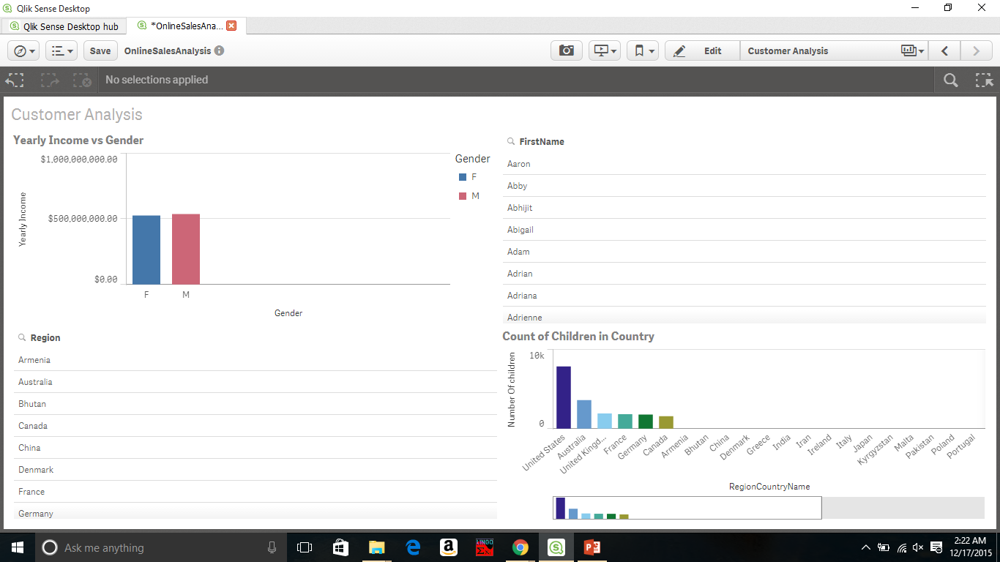 Qlik Sense Desktop
Qlik Sense Desktop hub
*OnlineSalesAna...
Save
OnlineSalesAnalysis
Edit
Customer Analysis
No selections applied
Customer Analysis
Yearly Income vs Gender
$1,000,000,000.00
$500,000,000.00
$0.00
Yearly Income
F
M
Gender
Gender
F
M
FirstName
Aaron
Abby
Abhijit
Abigail
Adam
Adrian
Adriana
Adrienne
Region
Armenia
Australia
Bhutan
Canada
China
Denmark
France
Germany
Count of Children in Country
Number Of children
10k
0
United States
Australia
United Kingd...
France
Germany
Canada
Armenia
Bhutan
China
Denmark
Greece
India
Iran
Ireland
Italy
Japan
Kyrgyzstan
Malta
Pakistan
Poland
Portugal
RegionCountryName
Ask me anything
LINGO
2:22 AM
12/17/2015